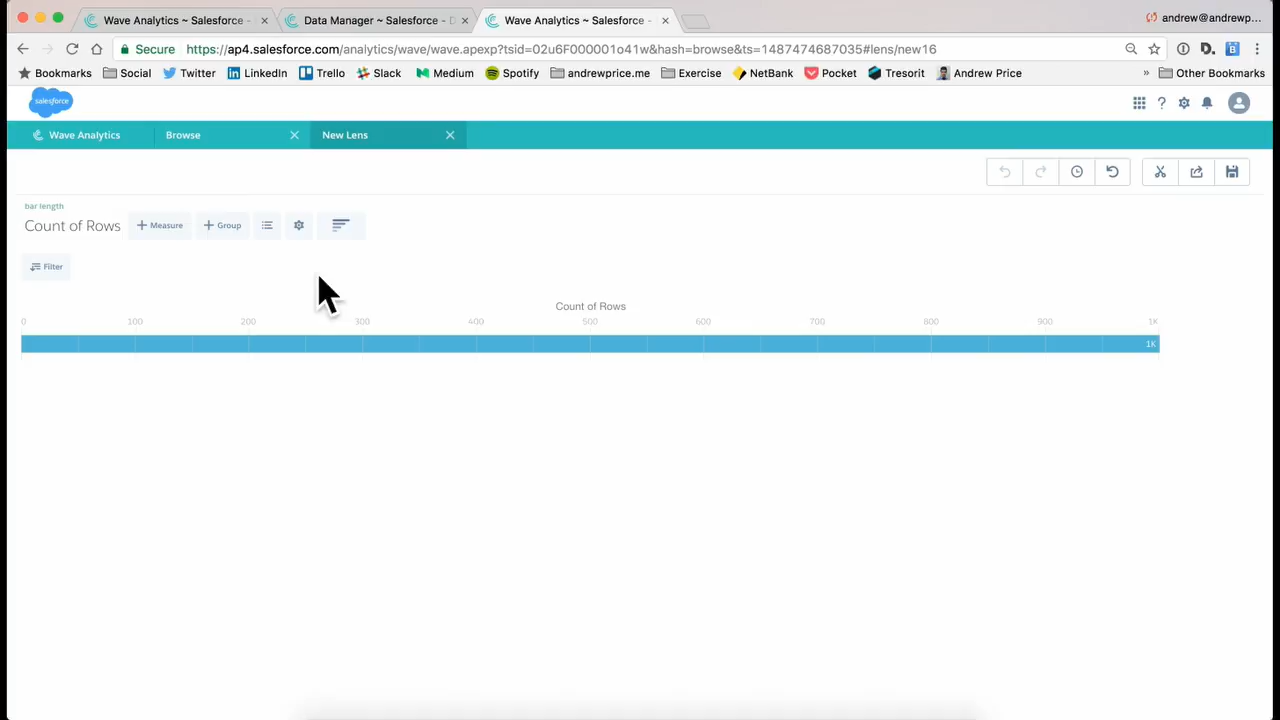 Wave Analytics ~ Salesforce -
Data Manager ~ Salesforce - D
Wave Analytics ~ Salesforce -
andrew@andrewp...
Secure https://ap4.salesforce.com/analytics/wave/wave.apexp?tsid=02u6F000001o41w&hash=browse&ts=1487474687035#lens/new16
Bookmarks Social Twitter LinkedIn Trello Slack Medium Spotify andrewprice.me Exercise NetBank Pocket Tresorit Andrew Price » Other Bookmarks
salesforce
Wave Analytics Browse New Lens
bar length
Count of Rows + Measure + Group
Filter
Count of Rows
0 100 200 300 400 500 600 700 800 900 1K
1K